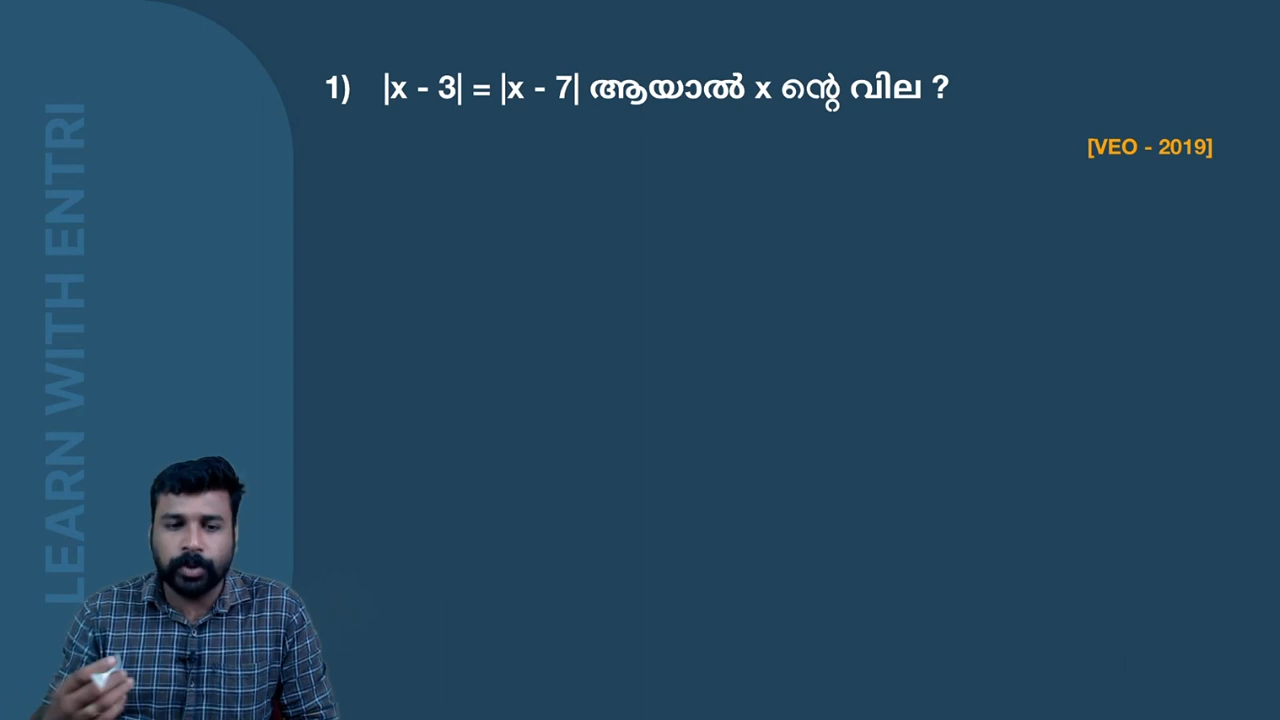 1) |x - 3| = |x - 7| ആയാൽ x ന്റെ വില ?
[VEO - 2019]
LEARN WITH ENTRI